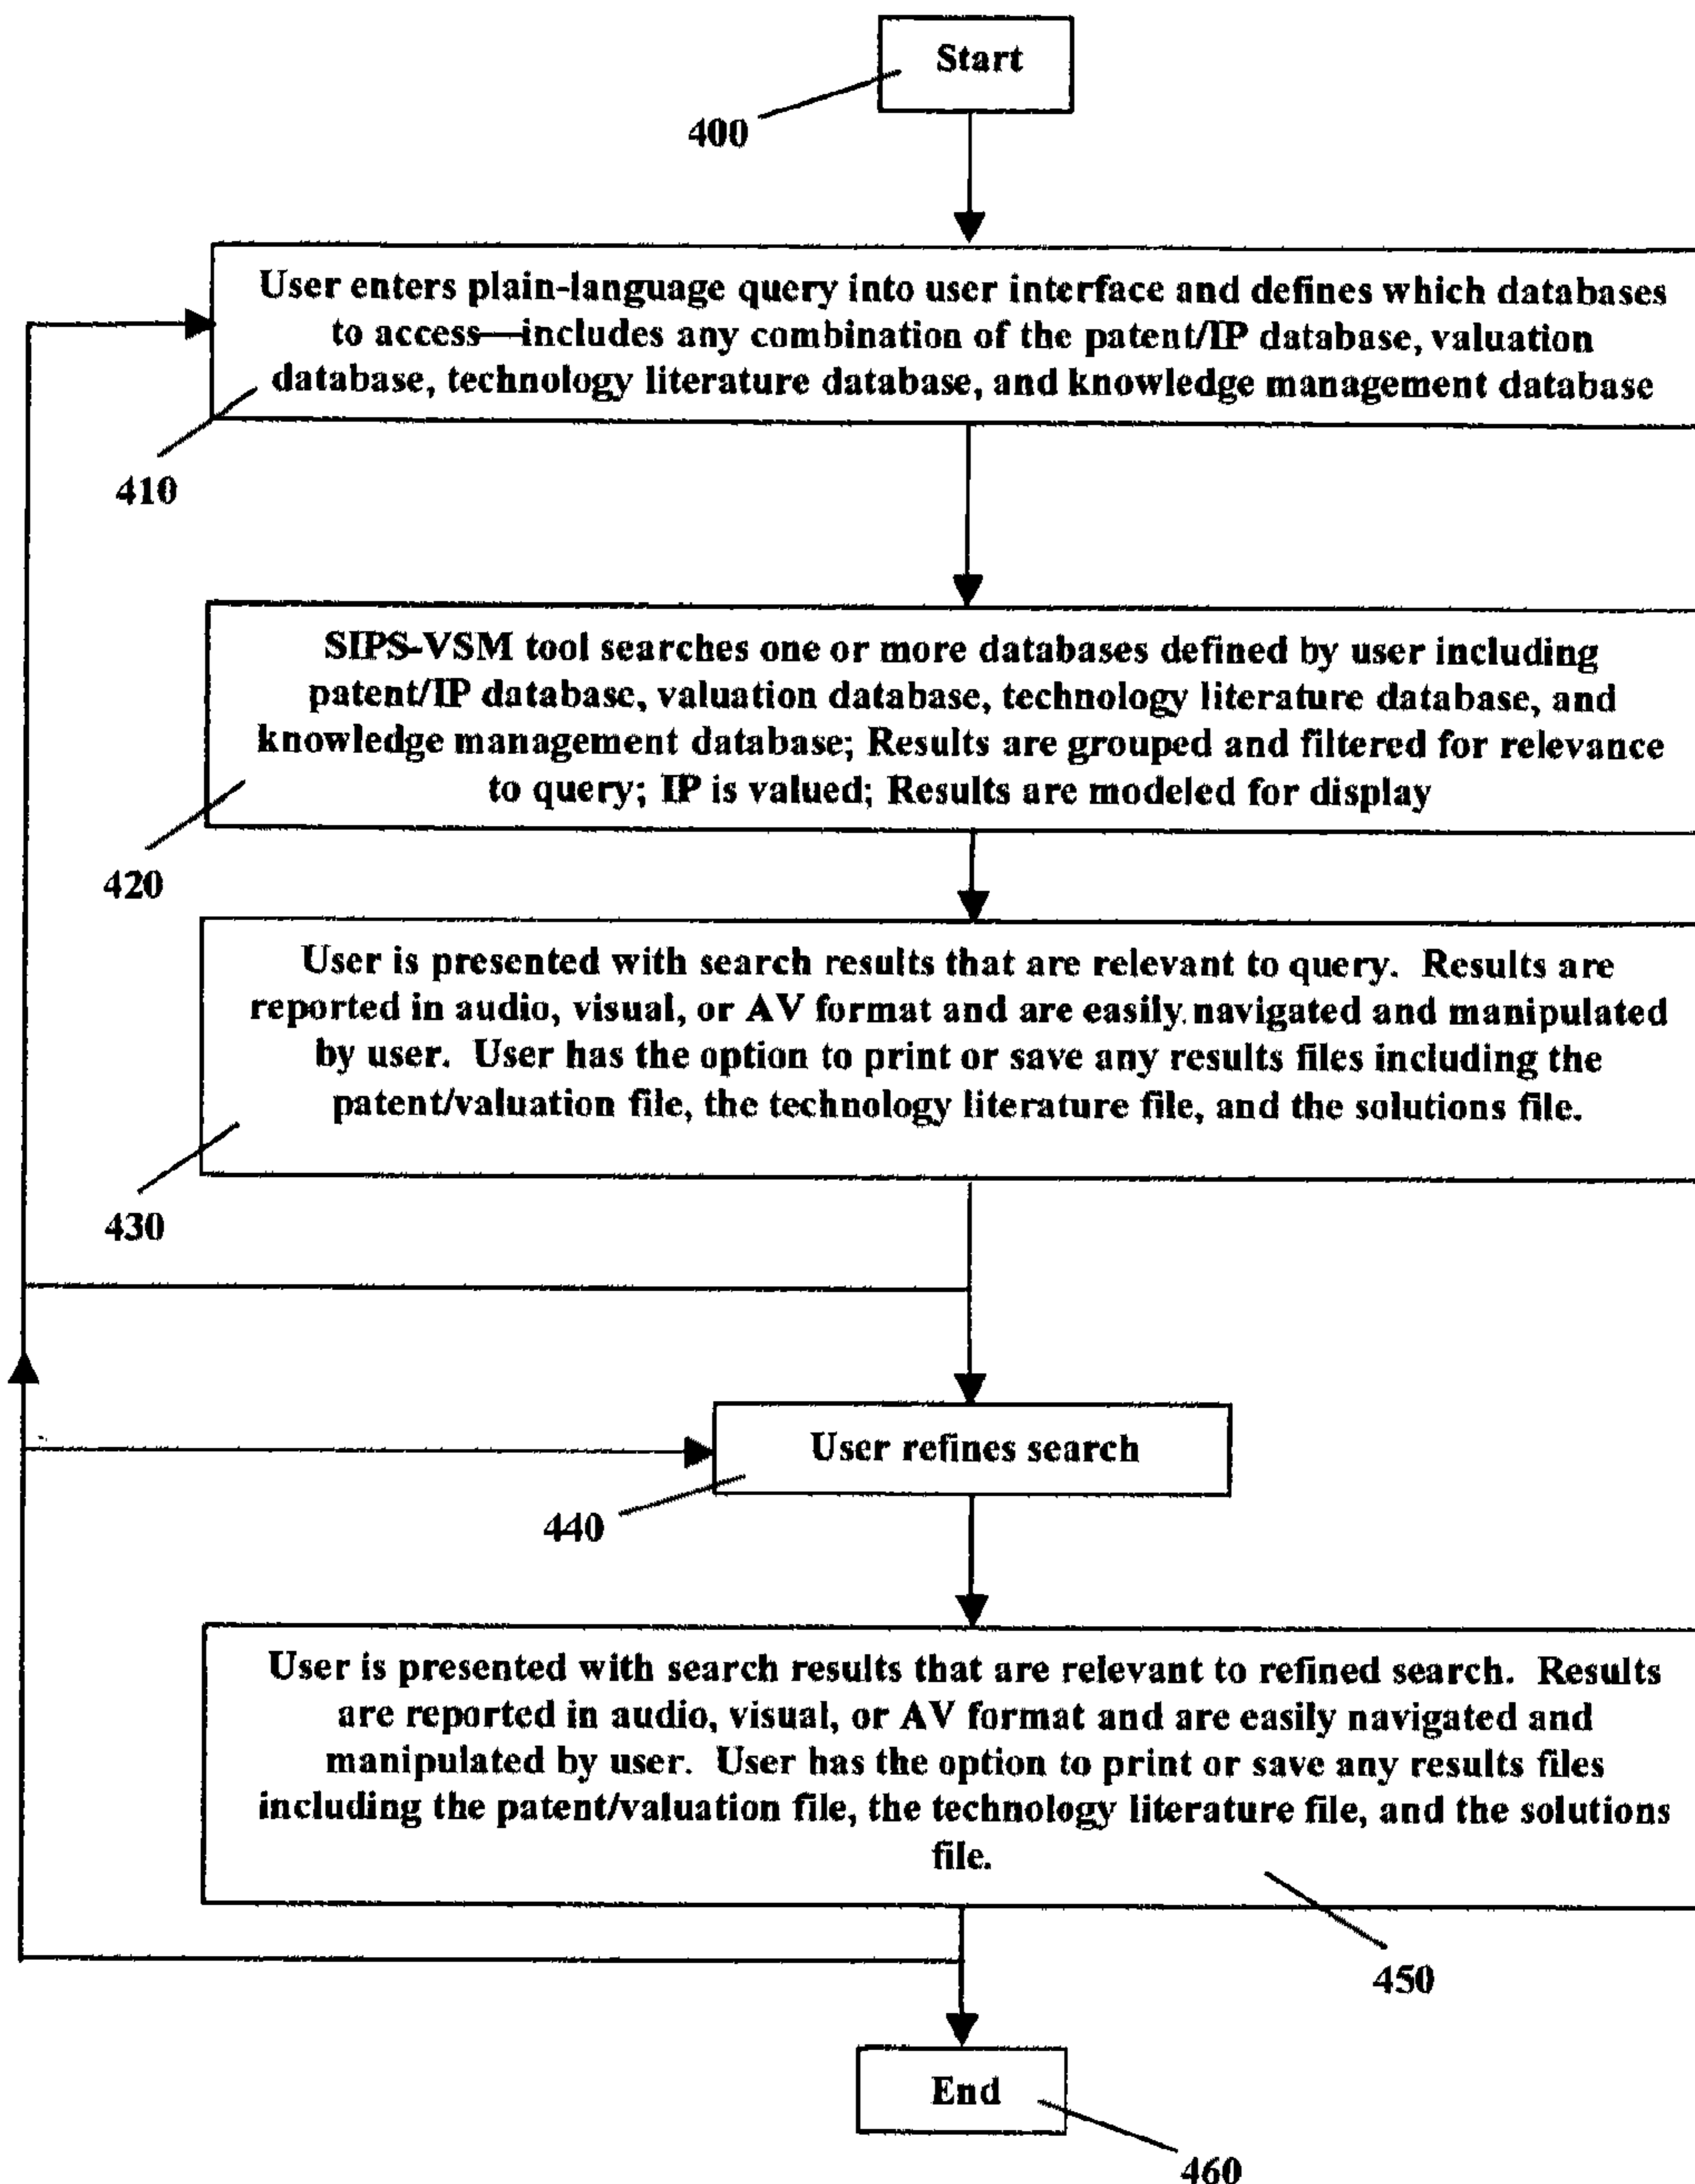 Start
400
User enters plain-language query into user interface and defines which databases
to access—includes any combination of the patent/IP database, valuation
database, technology literature database, and knowledge management database
410
SIPS-VSM tool searches one or more databases defined by user including
patent/IP database, valuation database, technology literature database, and
knowledge management database; Results are grouped and filtered for relevance
to query; IP is valued; Results are modeled for display
420
User is presented with search results that are relevant to query. Results are
reported in audio, visual, or AV format and are easily navigated and manipulated
by user. User has the option to print or save any results files including the
patent/valuation file, the technology literature file, and the solutions file.
430
User refines search
440
User is presented with search results that are relevant to refined search. Results
are reported in audio, visual, or AV format and are easily navigated and
manipulated by user. User has the option to print or save any results files
including the patent/valuation file, the technology literature file, and the solutions
file.
450
End
460